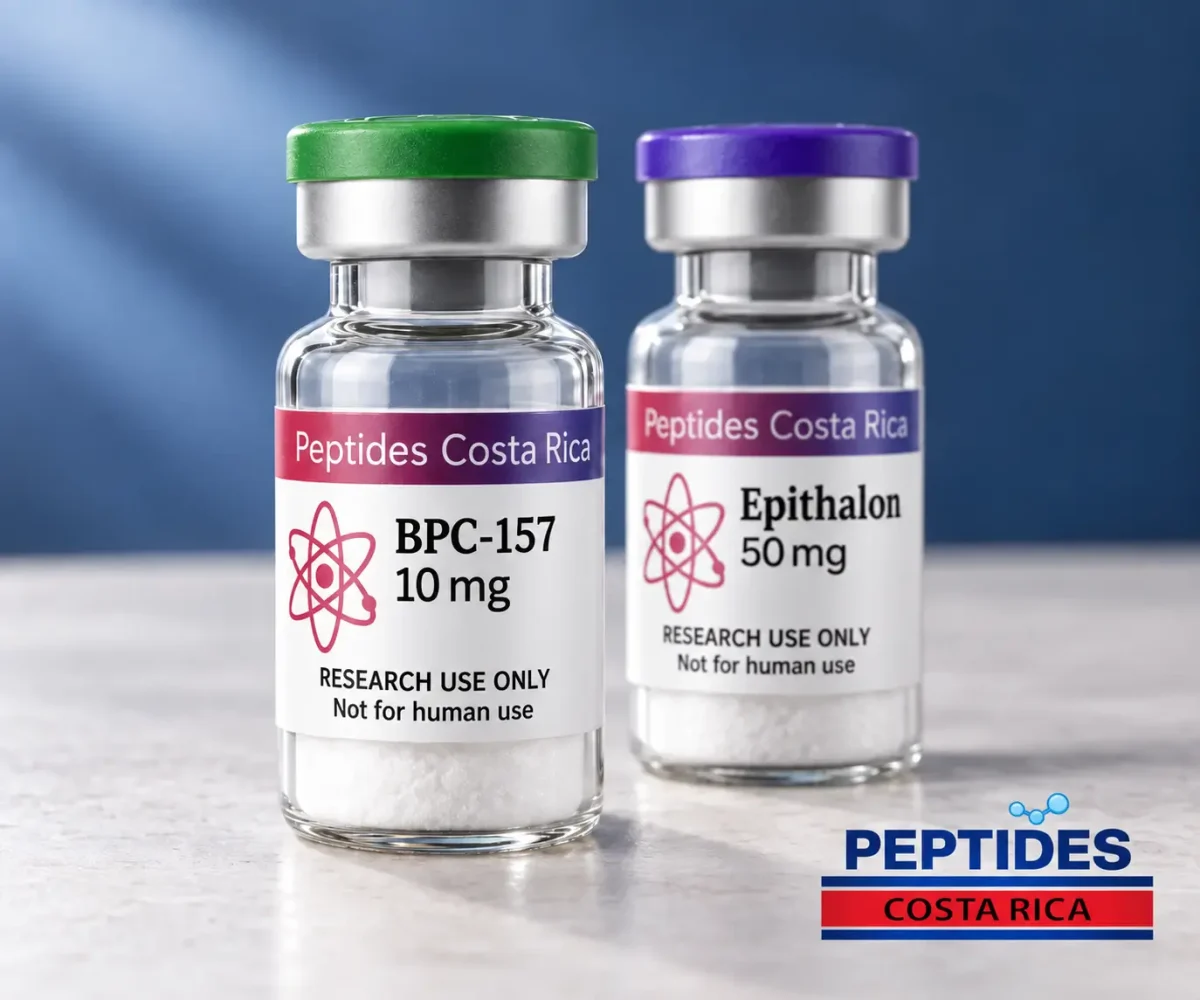 Peptides Costa Rica
BPC-157
10 mg
RESEARCH USE ONLY
Not for human use
Peptides Costa Rica
Epithalon
50 mg
RESEARCH USE ONLY
Not for human use
PEPTIDES
COSTA RICA